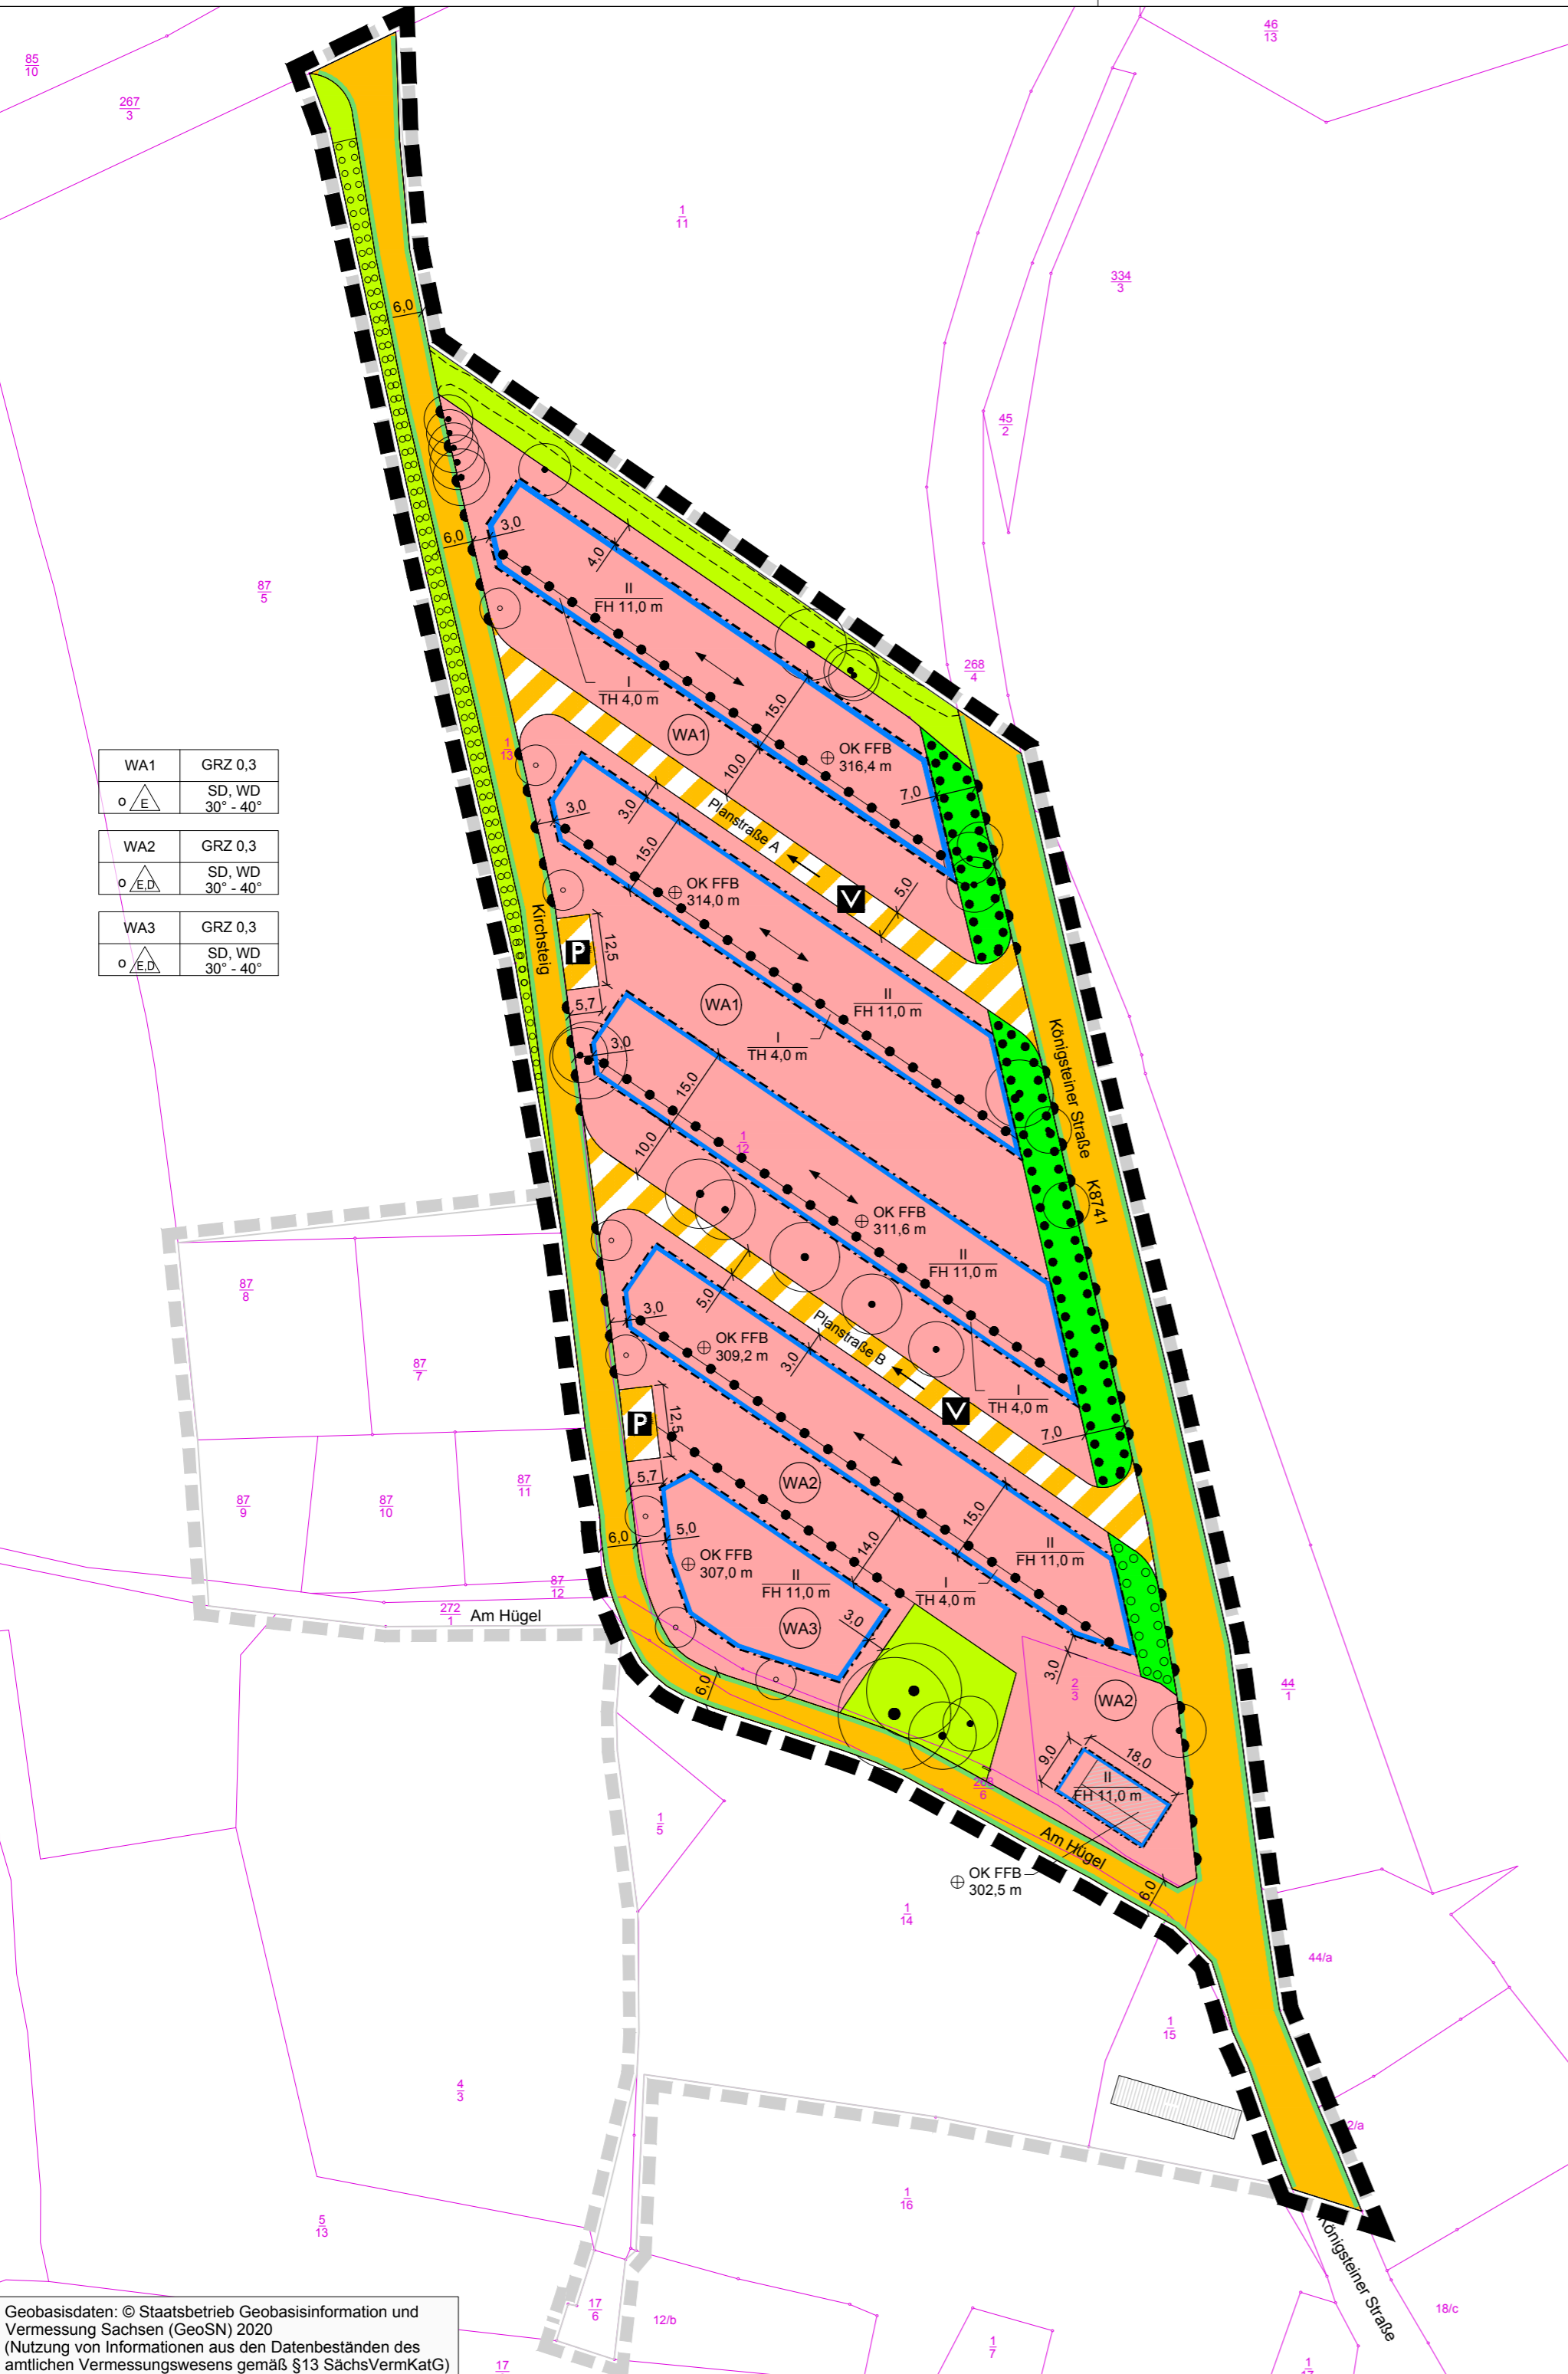 46
13
85
10
267
3
1
11
334
3
6,0
45
2
87
5
3,0
6,0
4,0
II
FH 11,0 m
I
TH 4,0 m
268
4
15,0
WA1
OK FFB
316,4 m
1
13
10,0
7,0
WA1
GRZ 0,3
o
E
SD, WD
30° - 40°
WA2
GRZ 0,3
o
E,D
SD, WD
30° - 40°
WA3
GRZ 0,3
o
E,D
SD, WD
30° - 40°
3,0
3,0
Planstraße A
15,0
OK FFB
314,0 m
5,0
Kirchsteig
P
12,5
5,7
WA1
II
FH 11,0 m
I
TH 4,0 m
Königsteiner Straße
K8741
3,0
15,0
10,0
1
12
OK FFB
311,6 m
II
FH 11,0 m
87
8
5,0
3,0
OK FFB
309,2 m
3,0
Planstraße B
87
7
I
TH 4,0 m
P
12,5
7,0
87
9
87
10
87
11
5,7
WA2
15,0
6,0
5,0
14,0
II
FH 11,0 m
OK FFB
307,0 m
II
FH 11,0 m
I
TH 4,0 m
87
12
272
1
Am Hügel
WA3
3,0
3,0
6,0
2
3
WA2
44
1
9,0
18,0
II
FH 11,0 m
6
1
5
Am Hügel
OK FFB
302,5 m
6,0
1
14
44/a
1
15
4
3
2/a
1
16
5
13
Königsteiner Straße
17
6
12/b
18/c
1
7
17
1
Geobasisdaten: © Staatsbetrieb Geobasisinformation und
Vermessung Sachsen (GeoSN) 2020
(Nutzung von Informationen aus den Datenbeständen des
amtlichen Vermessungswesens gemäß §13 SächsVermKatG)